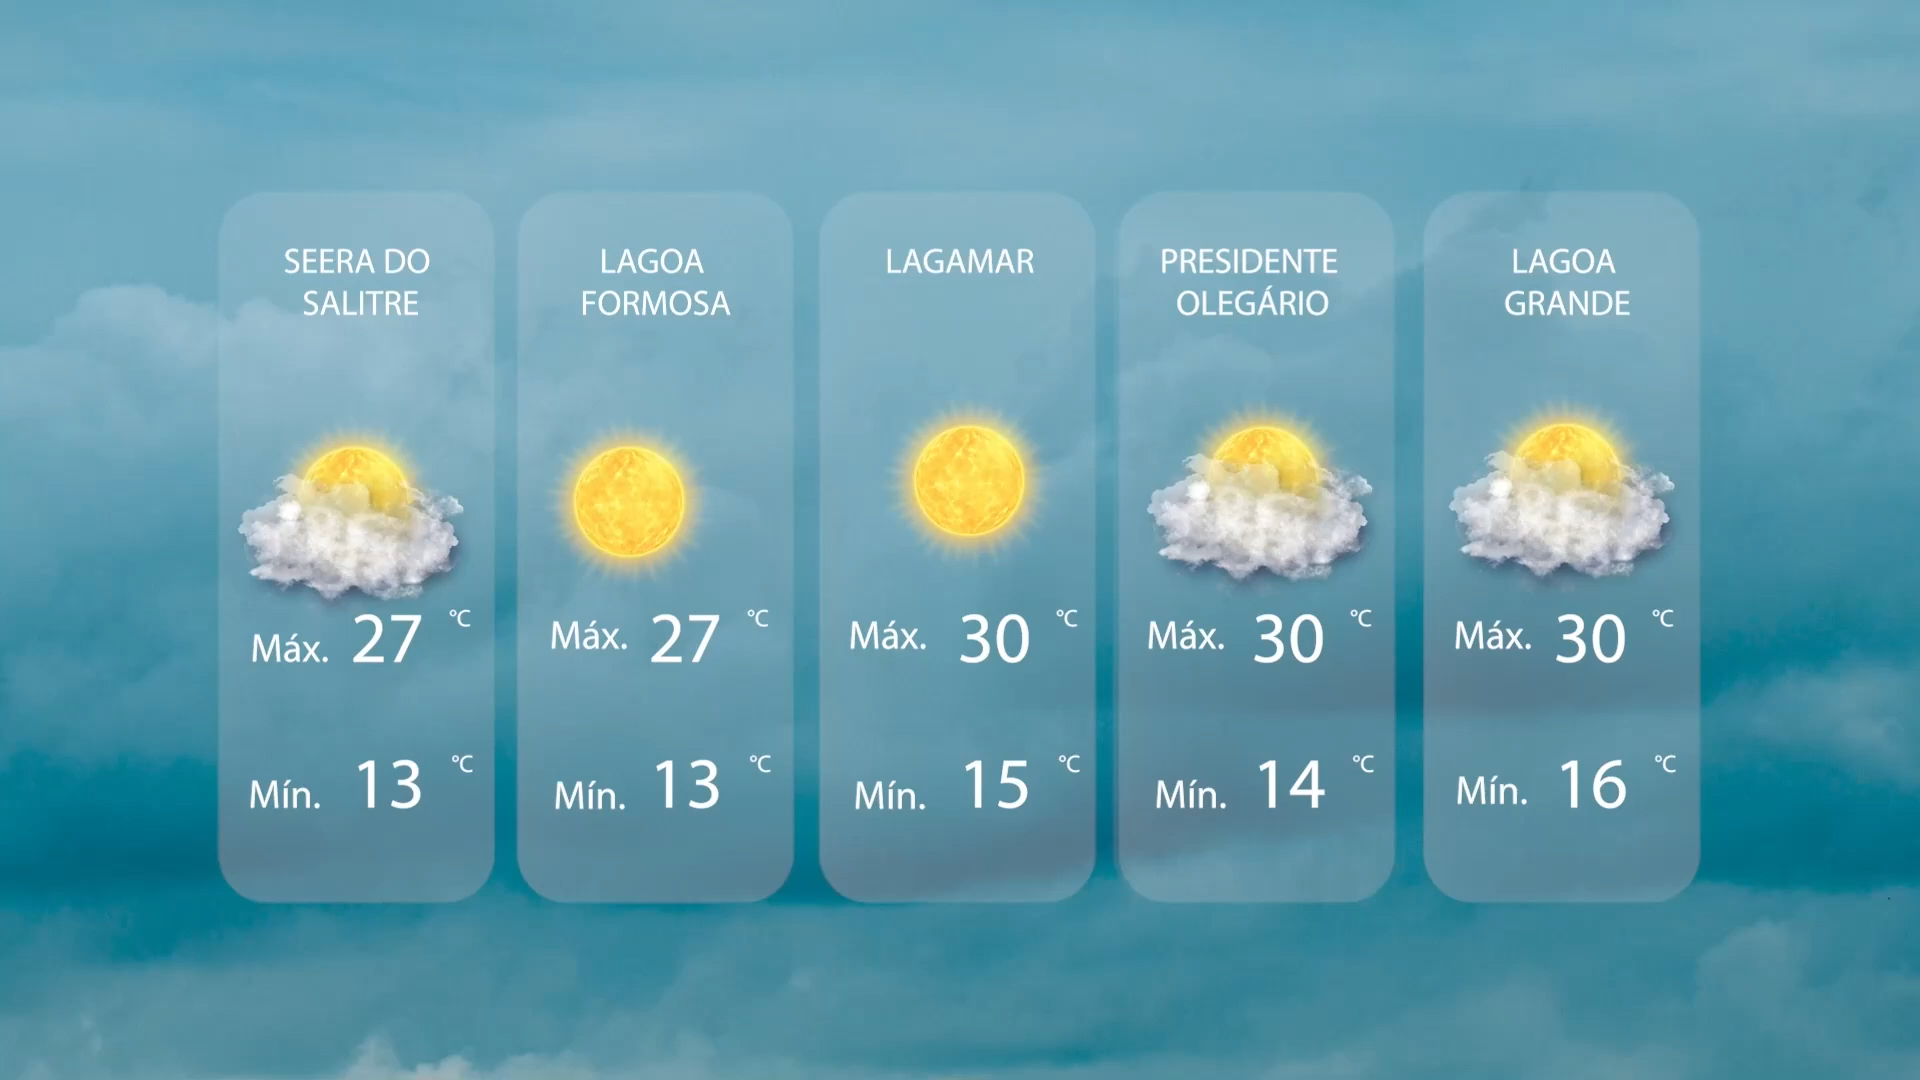 SEERA DO
SALITRE
Máx. 27 °C
Mín. 13 °C
LAGOA
FORMOSA
Máx. 27 °C
Mín. 13 °C
LAGAMAR
Máx. 30 °C
Mín. 15 °C
PRESIDENTE
OLEGÁRIO
Máx. 30 °C
Mín. 14 °C
LAGOA
GRANDE
Máx. 30 °C
Mín. 16 °C